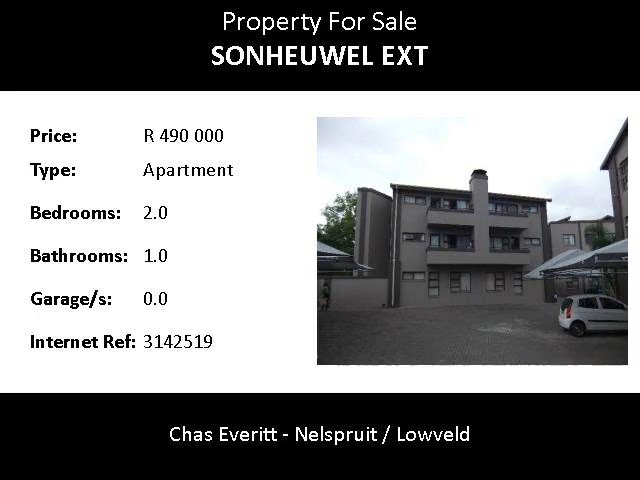 Property For Sale
SONHEUWEL EXT
Price: R 490 000
Type: Apartment
Bedrooms: 2.0
Bathrooms: 1.0
Garage/s: 0.0
Internet Ref: 3142519
Chas Everitt - Nelspruit / Lowveld